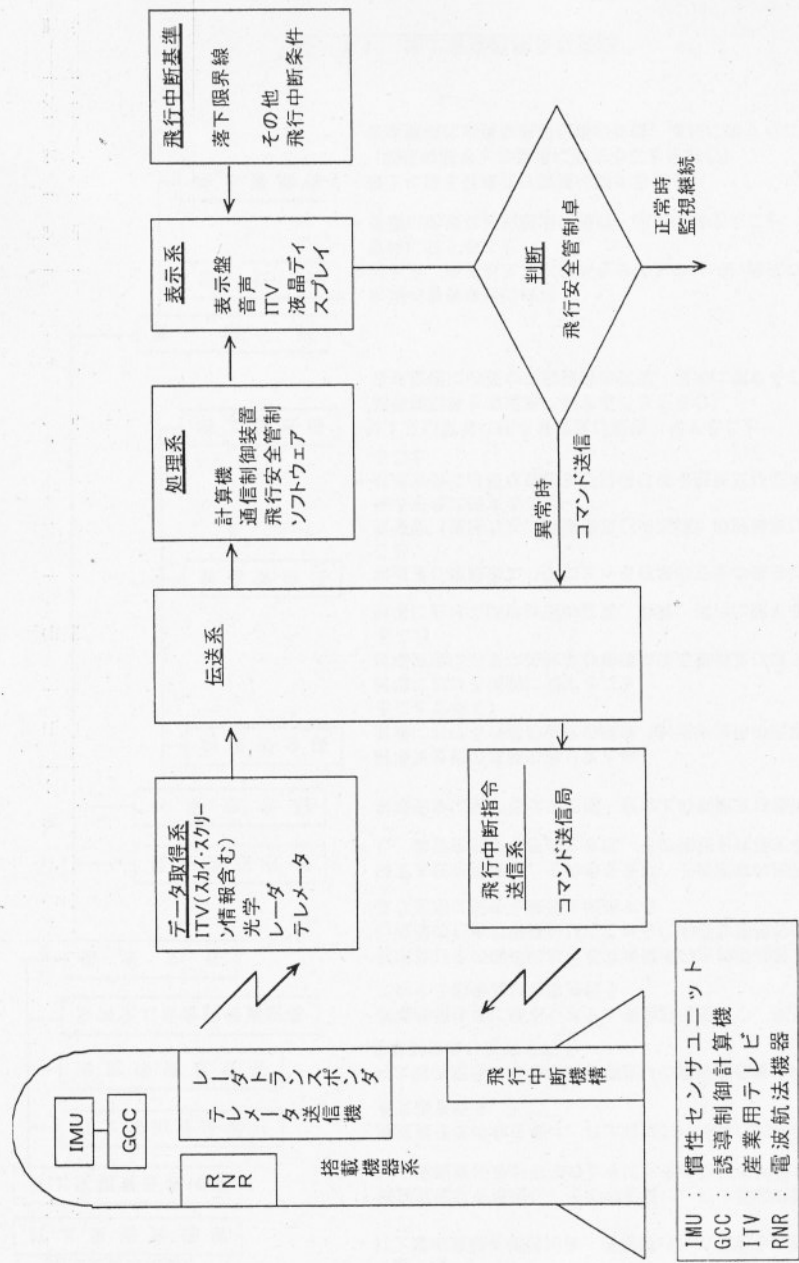 IMU
GCC
RNR
レーダトランスポンダ
テレメータ送信機
搭載機器系
飛行中断機構
データ取得系
ITV(スカイ・スクリー
ン情報含む)
光学
レーダ
テレメータ
伝送系
処理系
計算機
通信制御装置
飛行安全管制
ソフトウェア
表示系
表示盤
音声
ITV
液晶ディ
スプレイ
飛行中断基準
落下限界線
その他
飛行中断条件
判断
飛行安全管制卓
正常時
監視継続
異常時
コマンド送信
飛行中断指令
送信系
コマンド送信局
IMU : 慣性センサユニット
GCC : 誘導制御計算機
ITV : 産業用テレビ
RNR : 電波航法機器